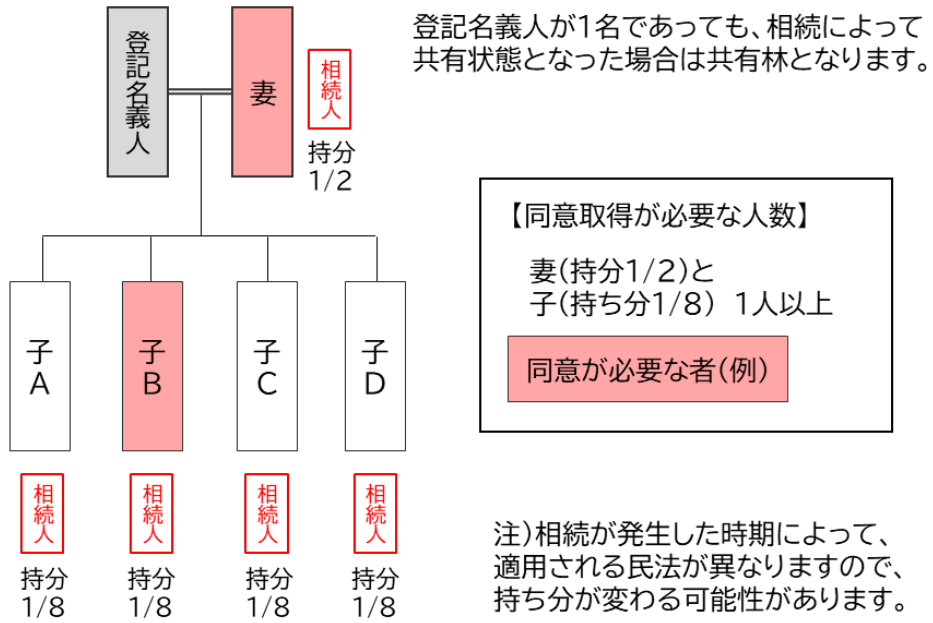 登記名義人が1名であっても、相続によって
共有状態となった場合は共有林となります。
登記名義人
妻
相続人
持分
1/2
【同意取得が必要な人数】
妻(持分1/2)と
子(持ち分1/8) 1人以上
同意が必要な者(例)
子
A
子
B
子
C
子
D
相続人
相続人
相続人
相続人
持分
1/8
持分
1/8
持分
1/8
持分
1/8
注)相続が発生した時期によって、
適用される民法が異なりますので、
持ち分が変わる可能性があります。